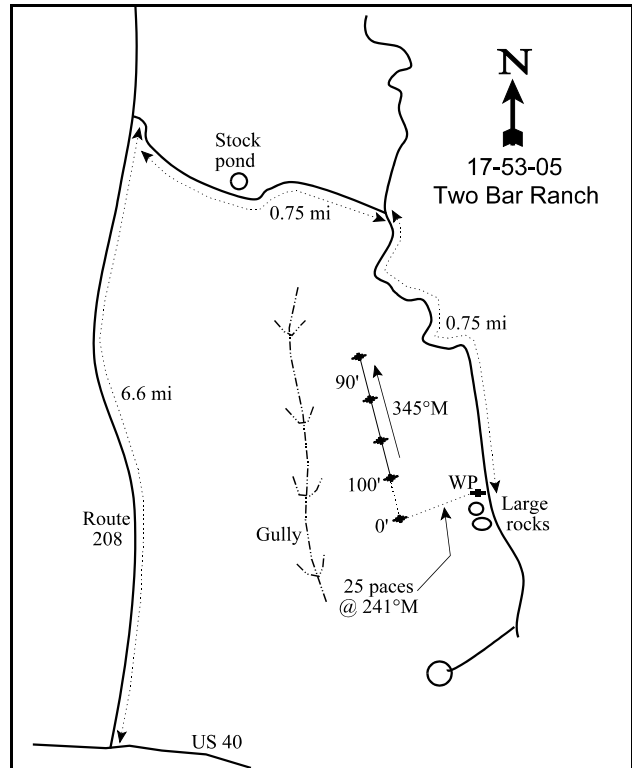 N
17-53-05
Two Bar Ranch
Stock
pond
0.75 mi
0.75 mi
6.6 mi
90'
345°M
100'
WP
Large
rocks
0'
Route
208
Gully
25 paces
@ 241°M
US 40